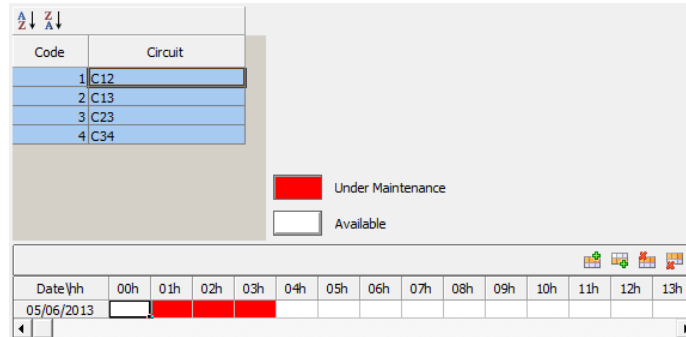 Code Circuit
1 C12
2 C13
3 C23
4 C34
Under Maintenance
Available
Date\hh 00h 01h 02h 03h 04h 05h 06h 07h 08h 09h 10h 11h 12h 13h
05/06/2013